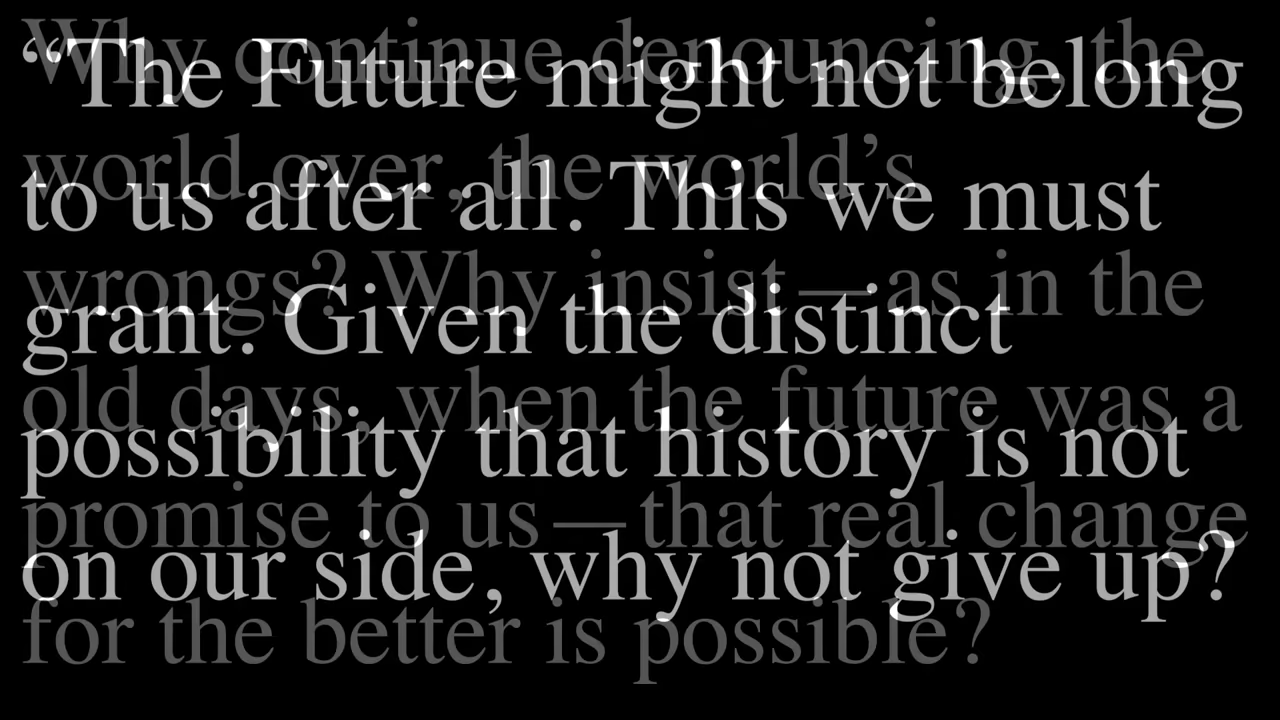 “The Future might not belong
to us after all. This we must
grant. Given the distinct
possibility that history is not
on our side, why not give up?
Why continue denouncing, the
world over, the world’s
wrongs? Why insist—as in the
old days, when the future was a
promise to us—that real change
for the better is possible?